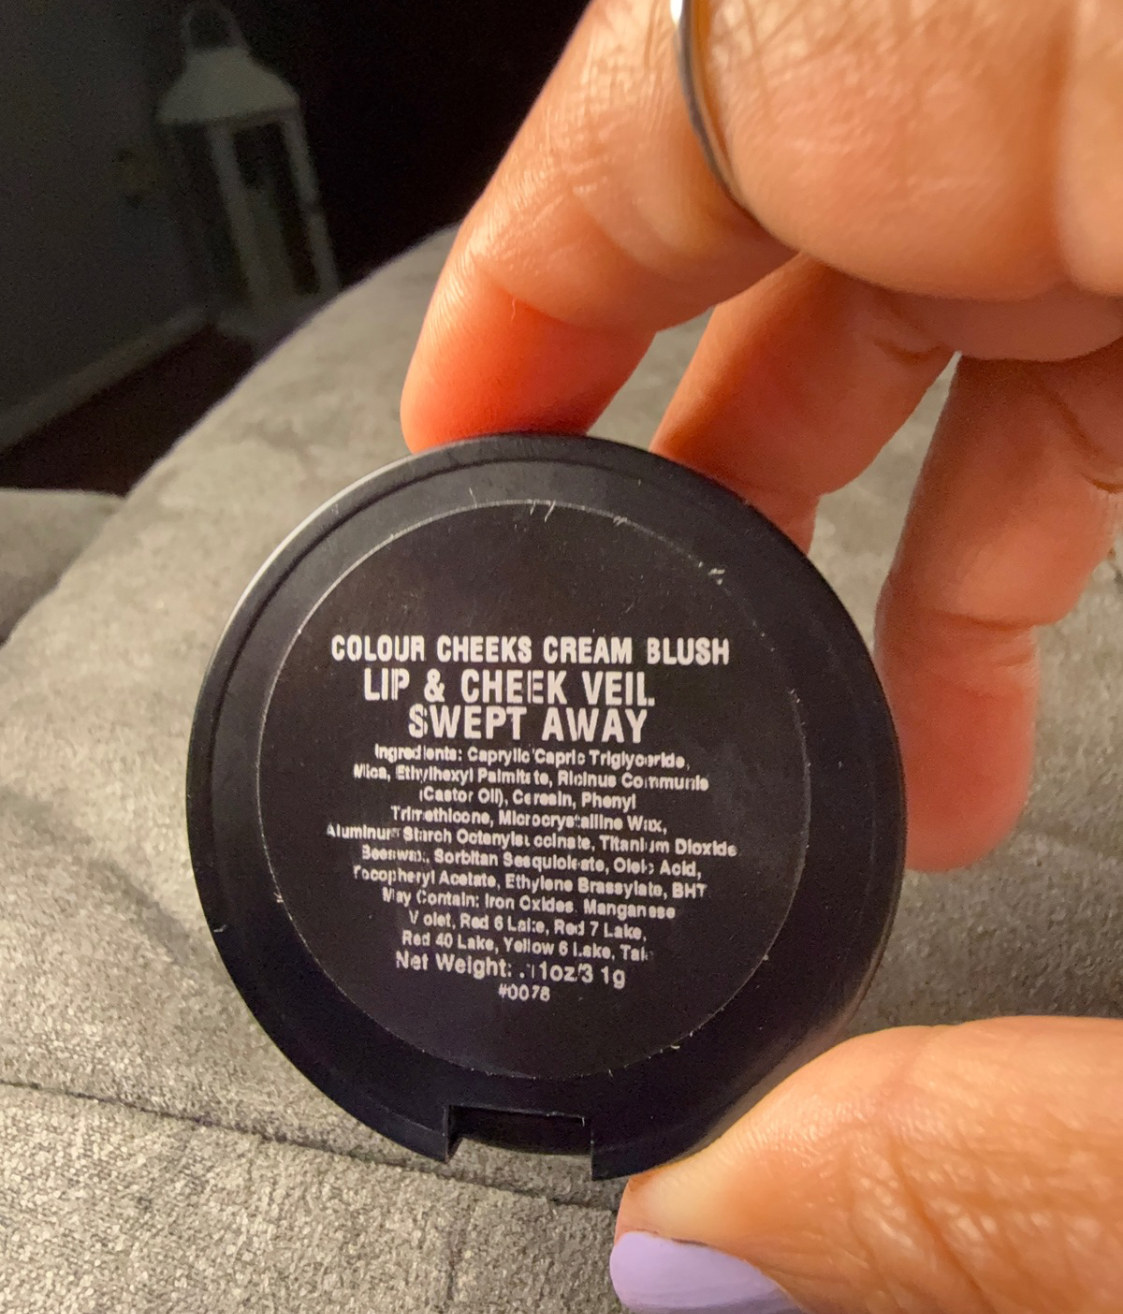 COLOUR CHEEKS CREAM BLUSH
LIP & CHEEK VEIL
SWEPT AWAY
Ingredients: Caprylic/Capric Triglyceride,
Mica, Ethylhexyl Palmitate, Ricinus Communis
(Castor Oil), Ceresin, Phenyl
Trimethicone, Microcrystalline Wax,
Aluminum Starch Octenylsuccinate, Titanium Dioxide
Beeswax, Sorbitan Sesquioleate, Oleic Acid,
Tocopheryl Acetate, Ethylene Brassylate, BHT
May Contain: Iron Oxides, Manganese
Violet, Red 6 Lake, Red 7 Lake,
Red 40 Lake, Yellow 6 Lake, Talc
Net Weight: .11oz/3.1g
#0078